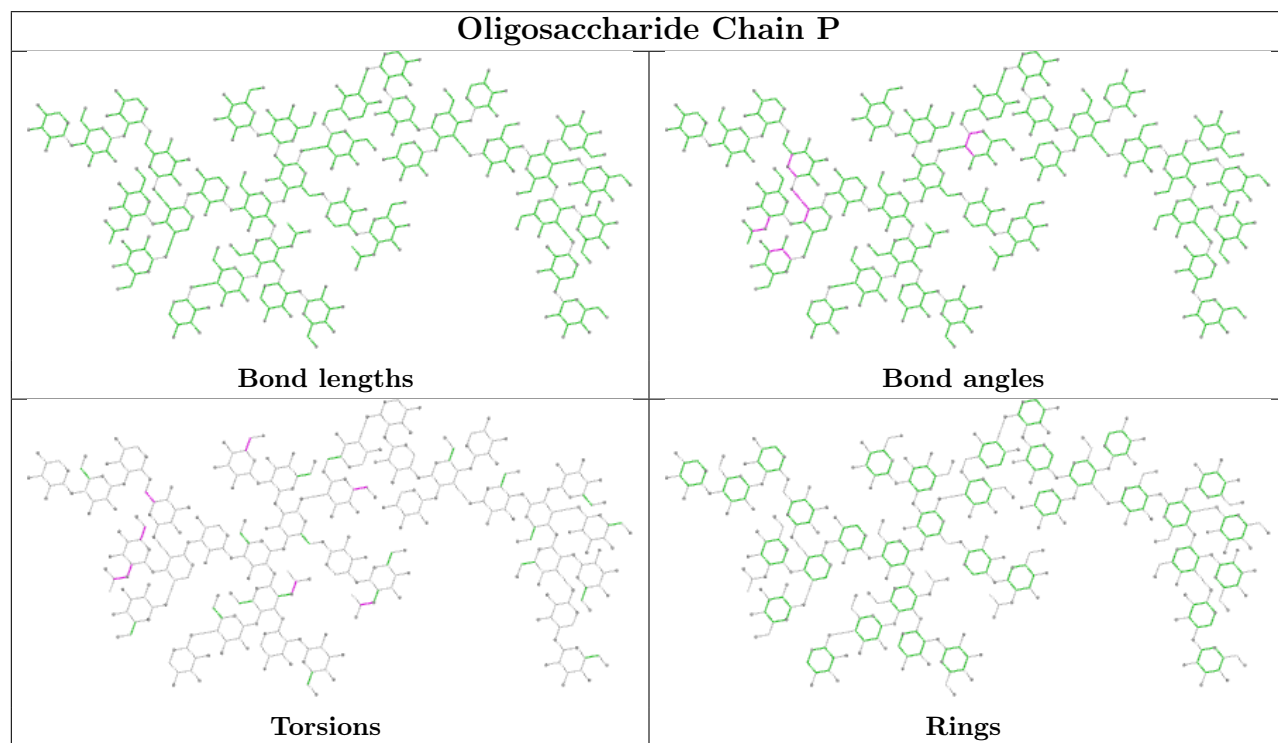 Oligosaccharide Chain P
Bond lengths
Bond angles
Torsions
Rings